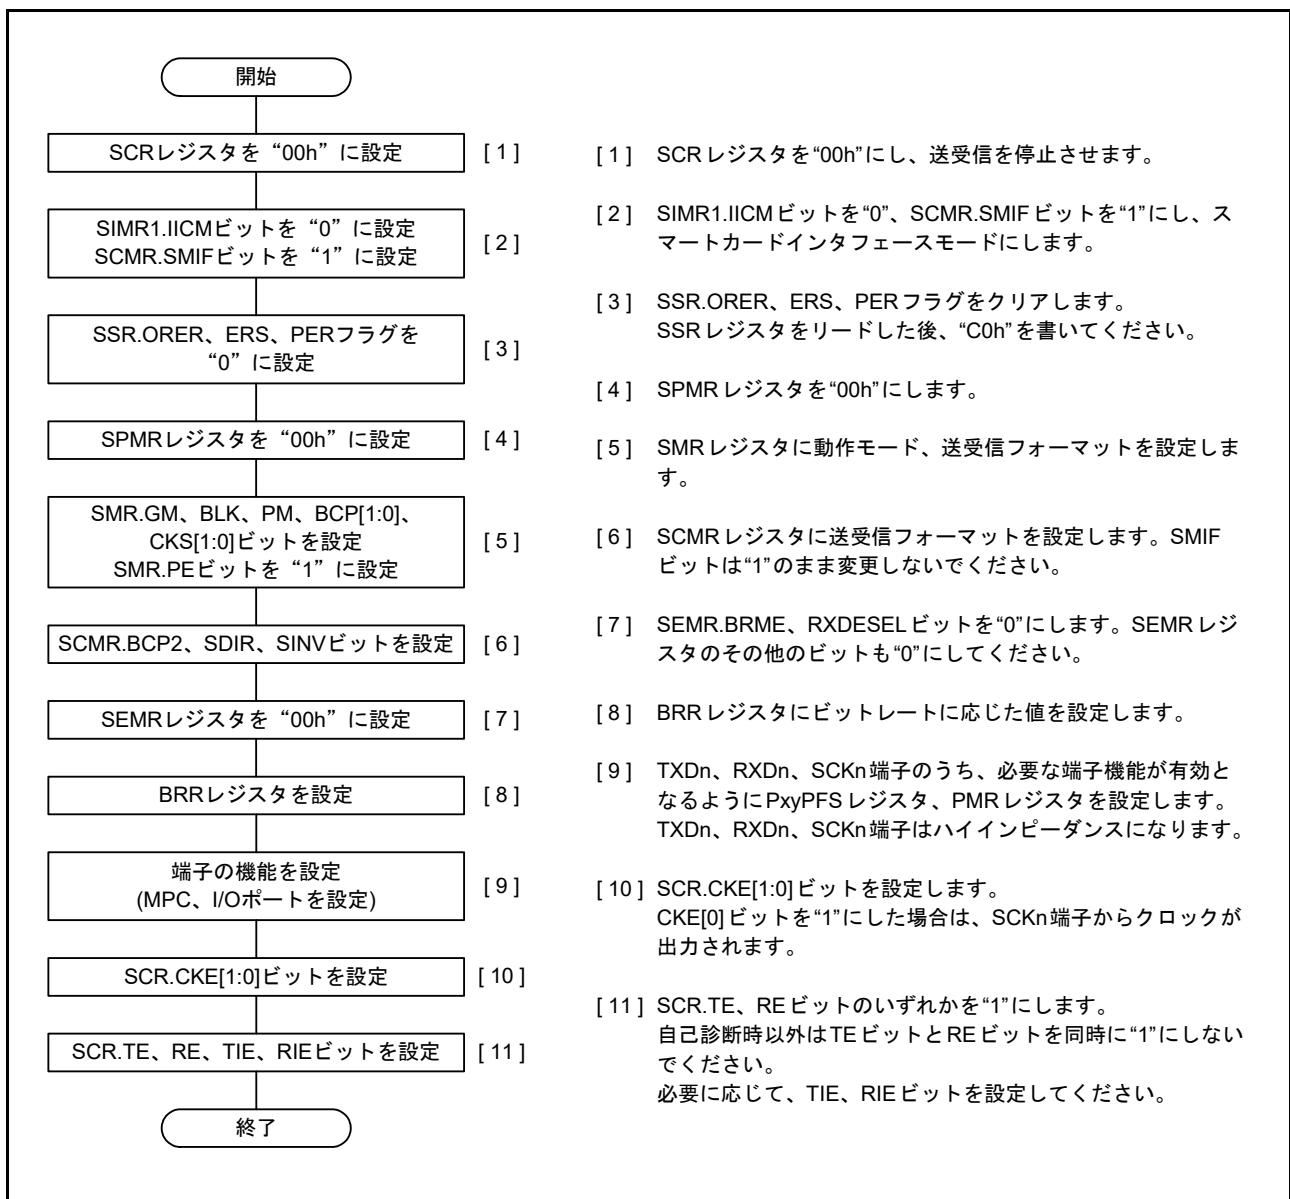 開始
SCRレジスタを“00h”に設定
[ 1 ]
SIMR1.IICMビットを“0”に設定
SCMR.SMIFビットを“1”に設定
[ 2 ]
SSR.ORER、ERS、PERフラグを
“0”に設定
[ 3 ]
SPMRレジスタを“00h”に設定
[ 4 ]
SMR.GM、BLK、PM、BCP[1:0]、
CKS[1:0]ビットを設定
SMR.PEビットを“1”に設定
[ 5 ]
SCMR.BCP2、SDIR、SINVビットを設定
[ 6 ]
SEMRレジスタを“00h”に設定
[ 7 ]
BRRレジスタを設定
[ 8 ]
端子の機能を設定
(MPC、I/Oポートを設定)
[ 9 ]
SCR.CKE[1:0]ビットを設定
[ 10 ]
SCR.TE、RE、TIE、RIEビットを設定
[ 11 ]
終了
[ 1 ] SCRレジスタを“00h”にし、送受信を停止させます。
[ 2 ] SIMR1.IICMビットを“0”、SCMR.SMIFビットを“1”にし、ス
マートカードインタフェースモードにします。
[ 3 ] SSR.ORER、ERS、PERフラグをクリアします。
SSRレジスタをリードした後、“C0h”を書いてください。
[ 4 ] SPMRレジスタを“00h”にします。
[ 5 ] SMRレジスタに動作モード、送受信フォーマットを設定しま
す。
[ 6 ] SCMRレジスタに送受信フォーマットを設定します。SMIF
ビットは“1”のまま変更しないでください。
[ 7 ] SEMR.BRME、RXDESELビットを“0”にします。SEMRレジ
スタのその他のビットも“0”にしてください。
[ 8 ] BRRレジスタにビットレートに応じた値を設定します。
[ 9 ] TXDn、RXDn、SCKn端子のうち、必要な端子機能が有効と
なるようにPxyPFSレジスタ、PMRレジスタを設定します。
TXDn、RXDn、SCKn端子はハイインピーダンスになります。
[ 10 ] SCR.CKE[1:0]ビットを設定します。
CKE[0]ビットを“1”にした場合は、SCKn端子からクロックが
出力されます。
[ 11 ] SCR.TE、REビットのいずれかを“1”にします。
自己診断時以外はTEビットとREビットを同時に“1”にしない
でください。
必要に応じて、TIE、RIEビットを設定してください。